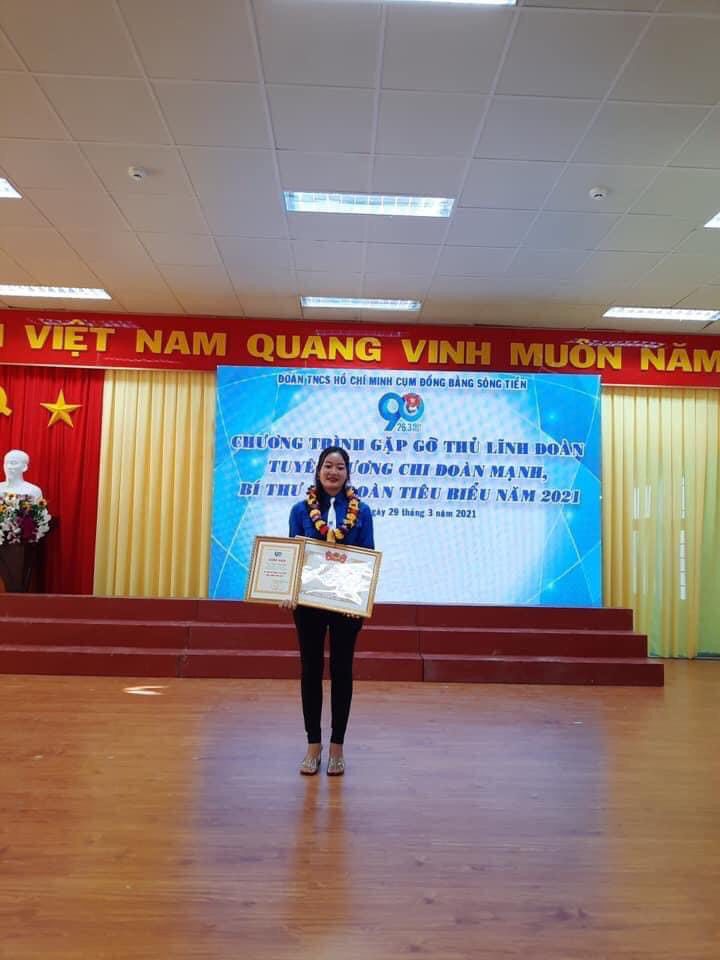 VIỆT NAM QUANG VINH MUÔN NĂM
ĐOÀN TNCS HỒ CHÍ MINH CỤM ĐỒNG BẰNG SÔNG TIỀN
90
26.3
CHƯƠNG TRÌNH GẶP GỠ THỦ LĨNH ĐOÀN
CHI ĐOÀN MẠNH,
BÍ THƯ TIÊU BIỂU NĂM 2021
29 tháng 3 năm 2021